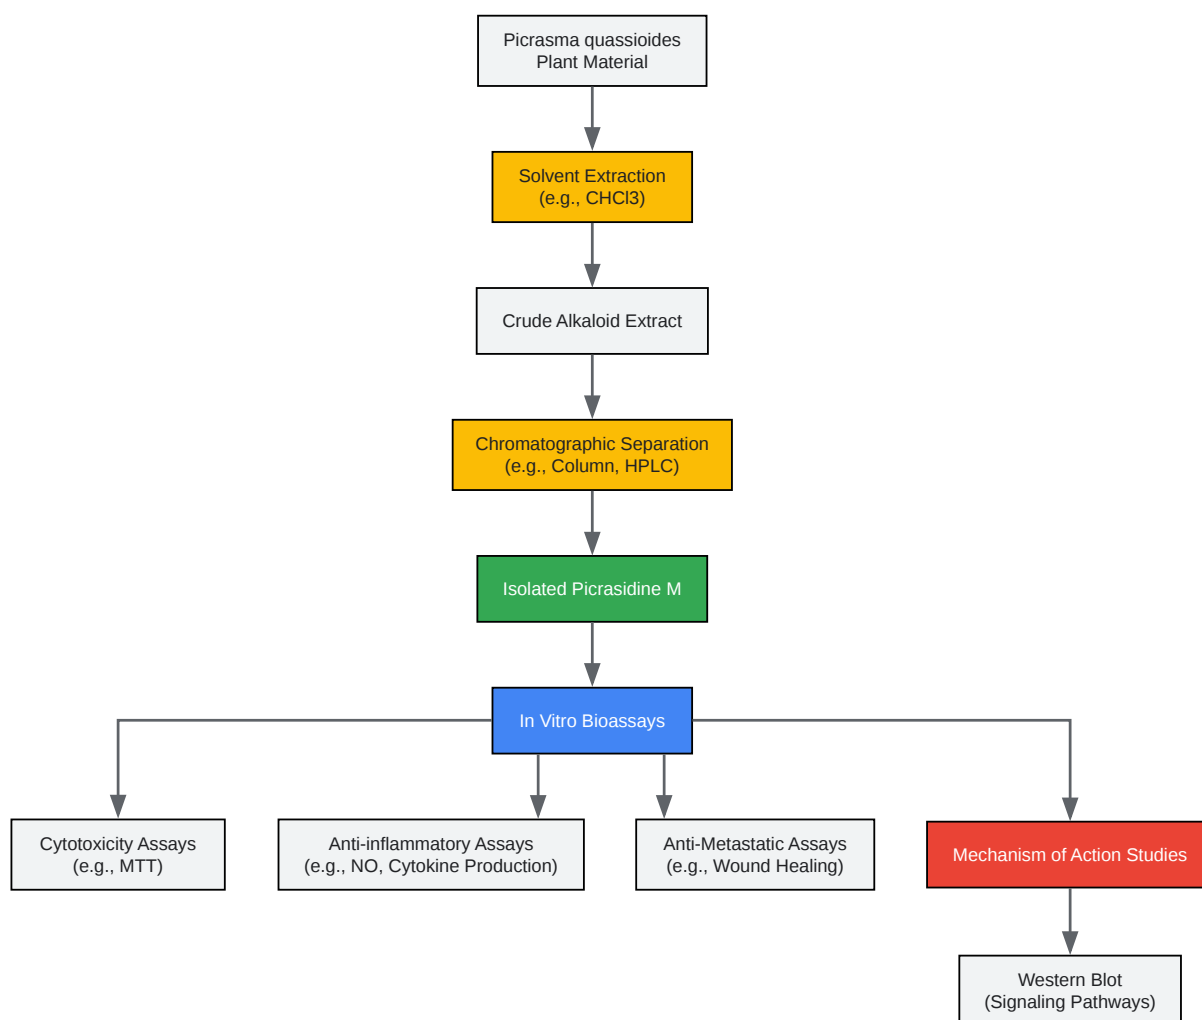 Picrasma quassioides
Plant Material
Solvent Extraction
(e.g., CHCl3)
Crude Alkaloid Extract
Chromatographic Separation
(e.g., Column, HPLC)
Isolated Picrasidine M
In Vitro Bioassays
Cytotoxicity Assays
(e.g., MTT)
Anti-inflammatory Assays
(e.g., NO, Cytokine Production)
Anti-Metastatic Assays
(e.g., Wound Healing)
Mechanism of Action Studies
Western Blot
(Signaling Pathways)